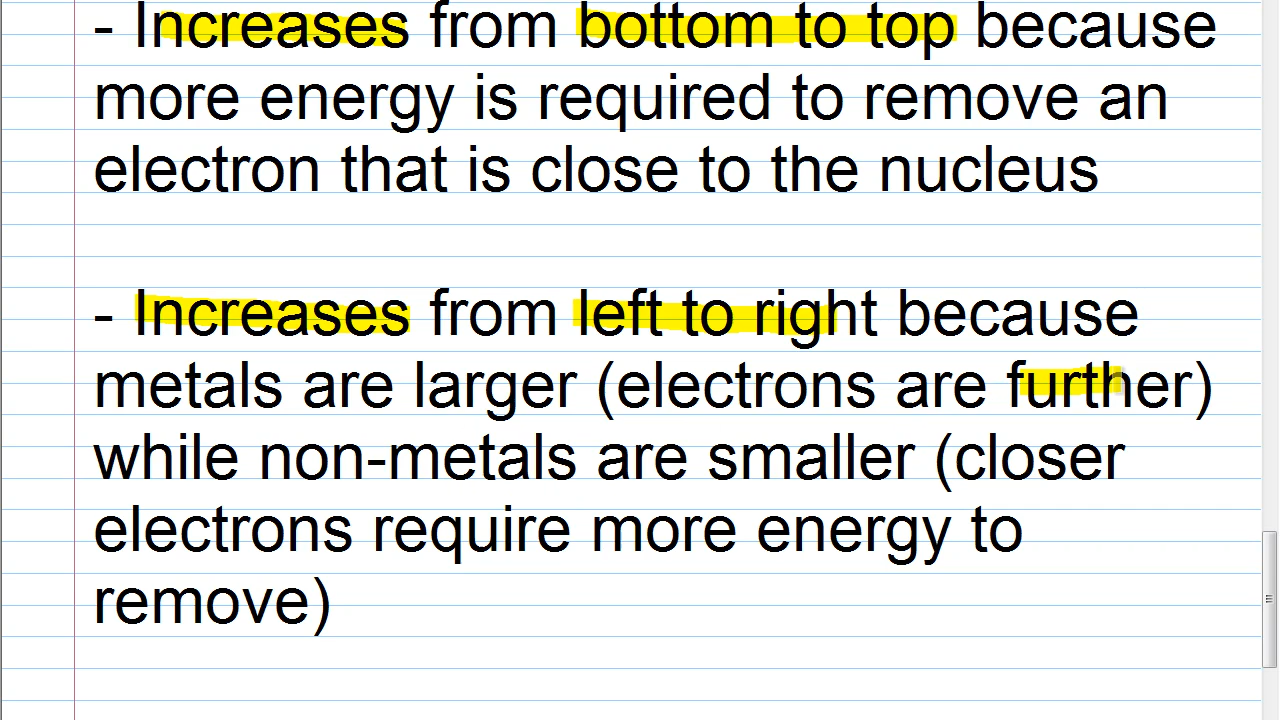 - Increases from bottom to top because
more energy is required to remove an
electron that is close to the nucleus
- Increases from left to right because
metals are larger (electrons are further)
while non-metals are smaller (closer
electrons require more energy to
remove)